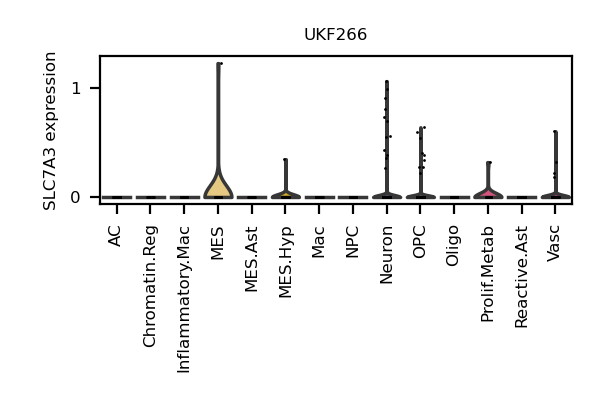 UKF266
SLC7A3 expression
1
0
AC
Chromatin.Reg
Inflammatory.Mac
MES
MES.Ast
MES.Hyp
Mac
NPC
Neuron
OPC
Oligo
Prolif.Metab
Reactive.Ast
Vasc